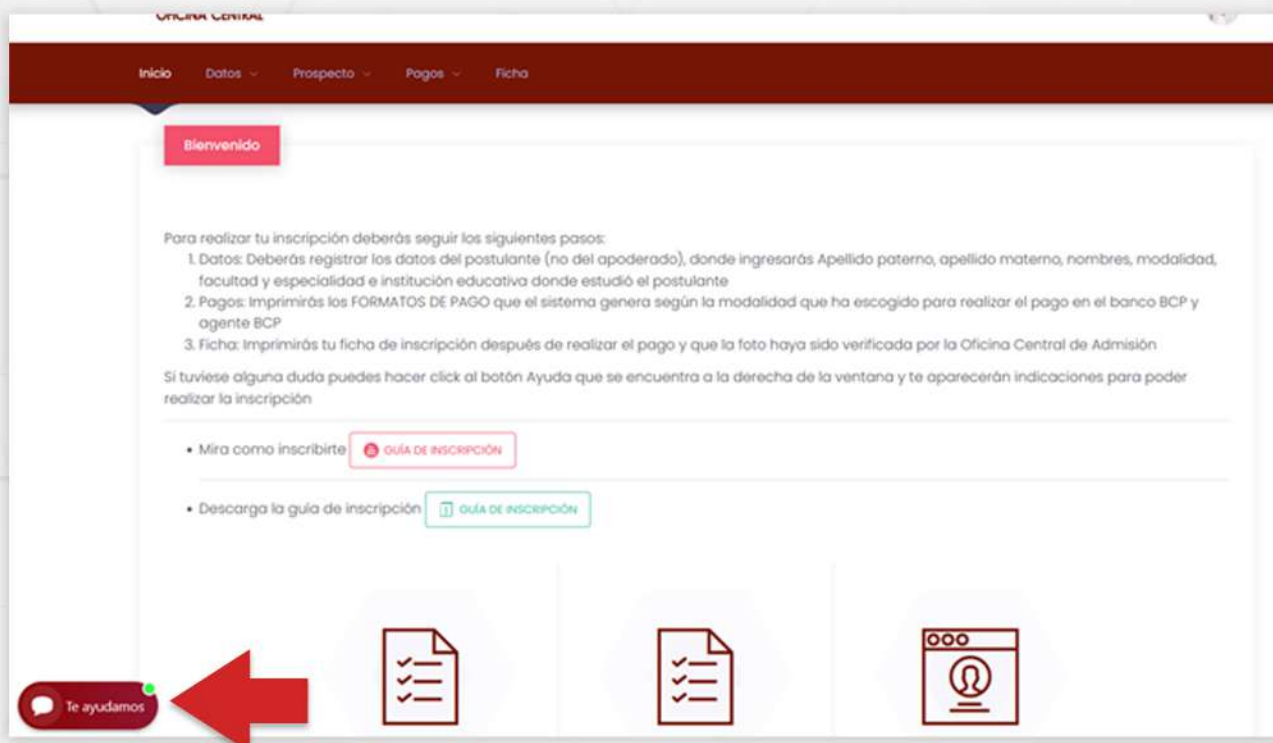 OFICINA CENTRAL
Inicio Datos Prospecto Pagos Ficha
Bienvenido
Para realizar tu inscripción deberás seguir los siguientes pasos:
1. Datos: Deberás registrar los datos del postulante (no del apoderado), donde ingresarás Apellido paterno, apellido materno, nombres, modalidad,
facultad y especialidad e institución educativa donde estudió el postulante
2. Pagos: Imprimirás los FORMATOS DE PAGO que el sistema genera según la modalidad que ha escogido para realizar el pago en el banco BCP y
agente BCP
3. Ficha: Imprimirás tu ficha de inscripción después de realizar el pago y que la foto haya sido verificada por la Oficina Central de Admisión
Si tuviese alguna duda puedes hacer click al botón Ayuda que se encuentra a la derecha de la ventana y te aparecerán indicaciones para poder
realizar la inscripción
• Mira como inscribirte GUÍA DE INSCRIPCIÓN
• Descarga la guía de inscripción GUÍA DE INSCRIPCIÓN
Te ayudamos